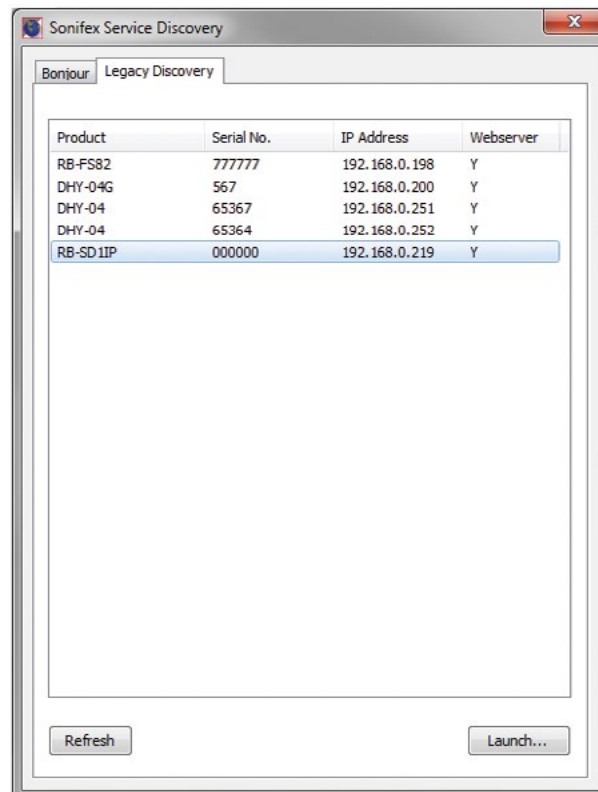 Sonifex Service Discovery
Bonjour Legacy Discovery
Product Serial No. IP Address Webserver
RB-FS82 777777 192.168.0.198 Y
DHY-04G 567 192.168.0.200 Y
DHY-04 65367 192.168.0.251 Y
DHY-04 65364 192.168.0.252 Y
RB-SD1IP 000000 192.168.0.219 Y
Refresh Launch...